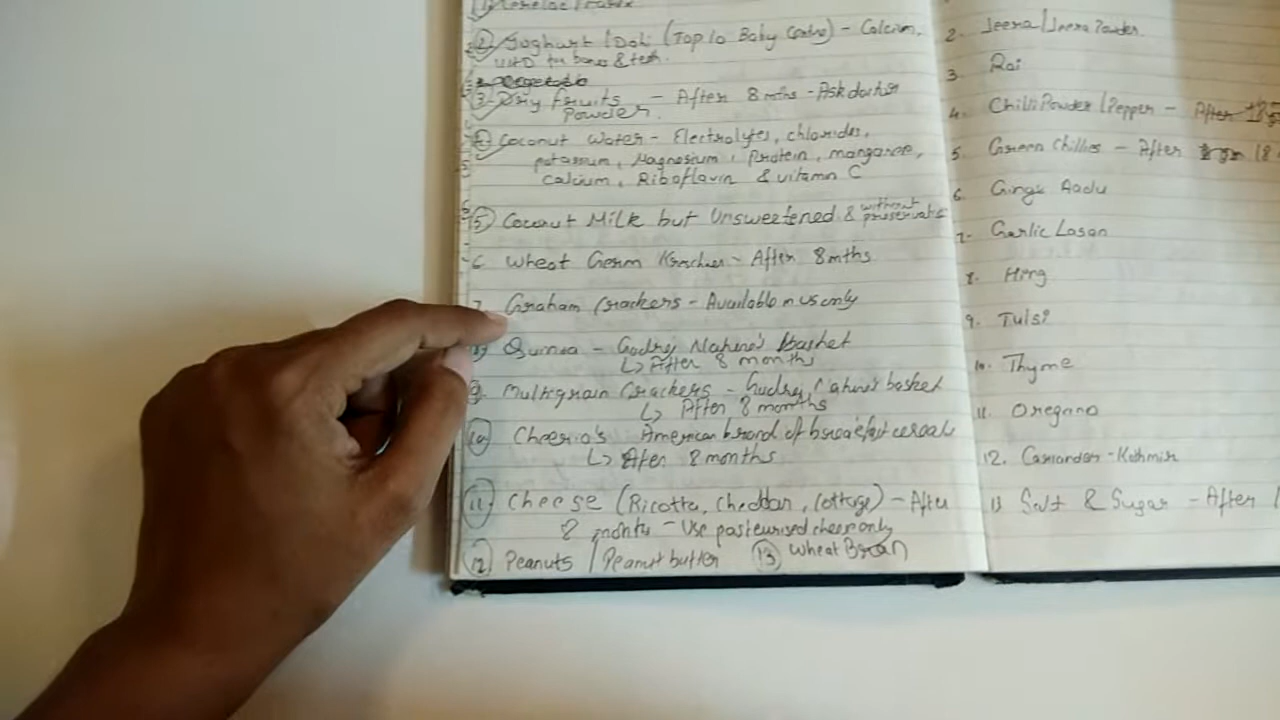 2) Yoghurt / Dahi (Top 10 Baby Centre) - Calcium,
for bones & teeth.
3. Dry fruits - After 8 mths - Ask doctor
Powder.
4) Coconut Water - Electrolytes, chlorides,
potassium, Magnesium, Protein, manganese,
calcium, Riboflavin & vitamin C
5) Coconut Milk but Unsweetened & without preservatives
6 Wheat Germ - After 8mths
7. Graham Crackers - Available in US only
Quinoa - Godrej Nature's Basket
↳ After 8 months
9. Multigrain Crackers - Godrej Nature's basket
↳ After 8 months
10) Cheerio's American brand of breakfast cereal
↳ After 8 months
11) Cheese (Ricotta, Cheddar, Cottage) - After
8 months - Use pasteurised cheese only
12) Peanuts / Peanut butter 13) Wheat Bran
2. Jeera / Jeera Powder
3 Rai
4. Chilli Powder / Pepper - After
5. Green Chillies - After 18
6 Ginger Aadu
7. Garlic Lasan
8. Hing
9. Tulsi
10. Thyme
11. Oregano
12. Coriander - Kothmir
13 Salt & Sugar - After